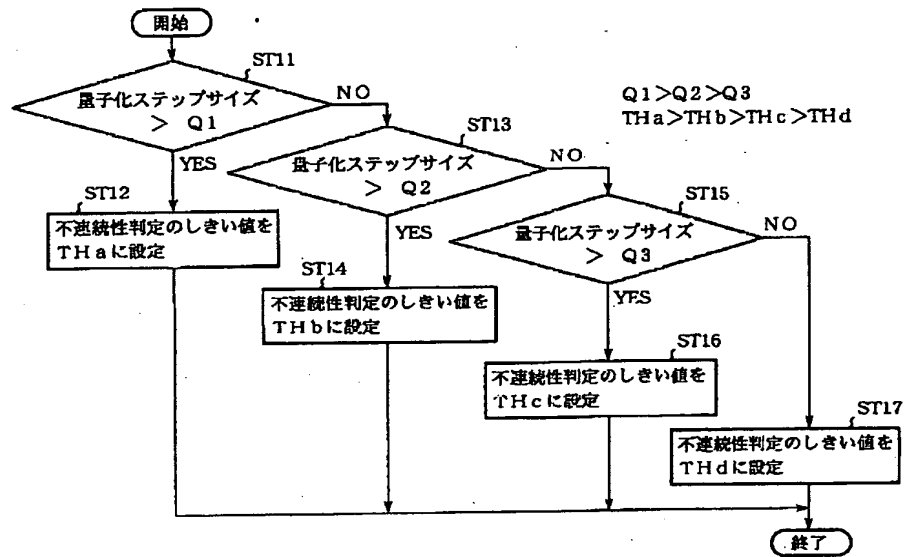 開始
ST11
量子化ステップサイズ
＞ Q1
NO
YES
Q1>Q2>Q3
THa>THb>THc>THd
ST12
不連続性判定のしきい値を
THaに設定
ST13
量子化ステップサイズ
＞ Q2
NO
YES
ST14
不連続性判定のしきい値を
THbに設定
ST15
量子化ステップサイズ
＞ Q3
NO
YES
ST16
不連続性判定のしきい値を
THcに設定
ST17
不連続性判定のしきい値を
THdに設定
終了